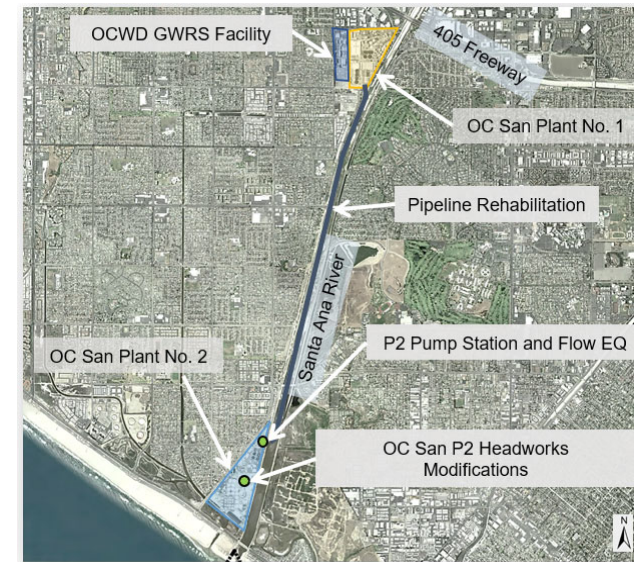 OCWD GWRS Facility
405 Freeway
OC San Plant No. 1
Pipeline Rehabilitation
Santa Ana River
P2 Pump Station and Flow EQ
OC San Plant No. 2
OC San P2 Headworks
Modifications
N